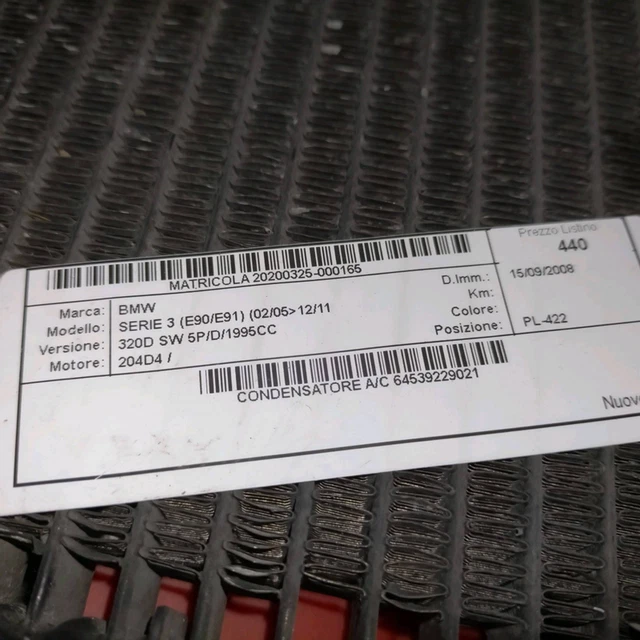 MATRICOLA 20200325-000165
Marca: BMW
Modello: SERIE 3 (E90/E91) (02/05>12/11
Versione: 320D SW 5P/D/1995CC
Motore: 204D4 /
D.Imm.: 15/09/2008
Km:
Colore:
Posizione: PL-422
Prezzo Listino
440
CONDENSATORE A/C 64539229021
Nuovo